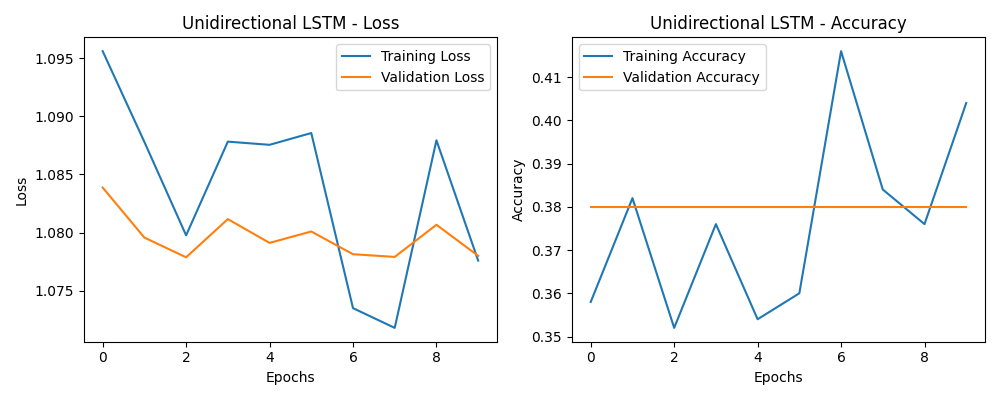 Unidirectional LSTM - Loss
Training Loss
Validation Loss
1.095
1.090
1.085
1.080
1.075
Loss
0
2
4
6
8
Epochs
Unidirectional LSTM - Accuracy
Training Accuracy
Validation Accuracy
0.41
0.40
0.39
0.38
0.37
0.36
0.35
Accuracy
0
2
4
6
8
Epochs